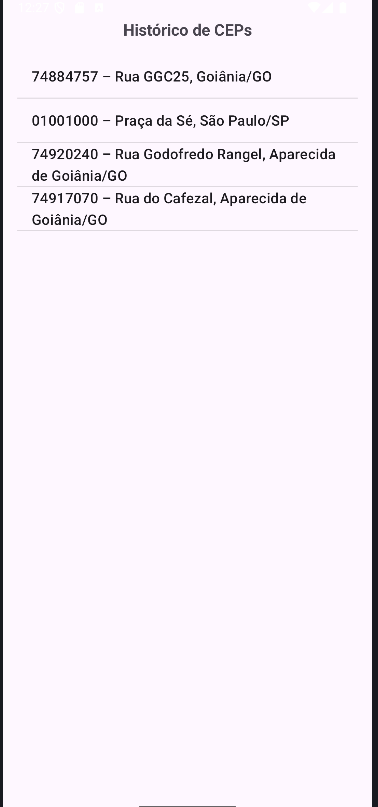 Histórico de CEPs
74884757 – Rua GGC25, Goiânia/GO
01001000 – Praça da Sé, São Paulo/SP
74920240 – Rua Godofredo Rangel, Aparecida
de Goiânia/GO
74917070 – Rua do Cafezal, Aparecida de
Goiânia/GO